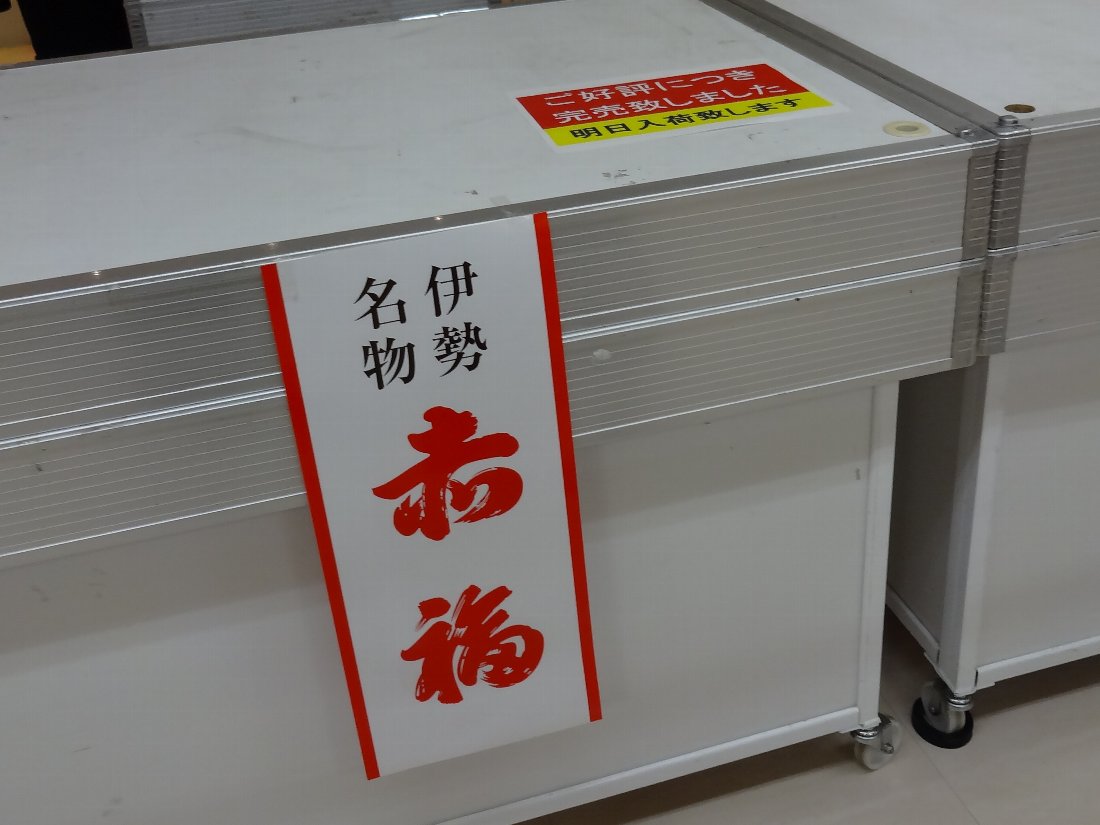 ご好評につき
完売致しました
明日入荷致します
伊勢
名物
赤福